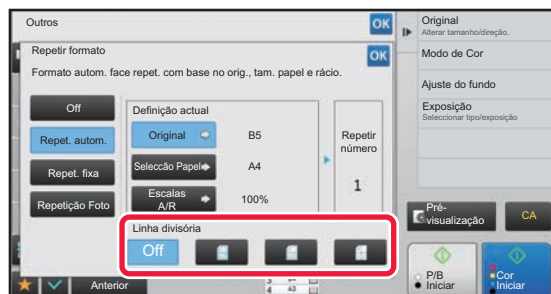 Outros
OK
Repetir formato
OK
Formato autom. face repet. com base no orig., tam. papel e rácio.
Off
Repet. autom.
Repet. fixa
Repetição Foto
Definição actual
Original
B5
Selecção Papel
A4
Escalas
A/R
100%
Repetir
número
1
Linha divisória
Off
Anterior
4 A3
Original
Alterar tamanho/direção.
Modo de Cor
Ajuste do fundo
Exposição
Seleccionar tipo/exposição
Pré-
visualização
CA
P/B
Iniciar
Cor
Iniciar